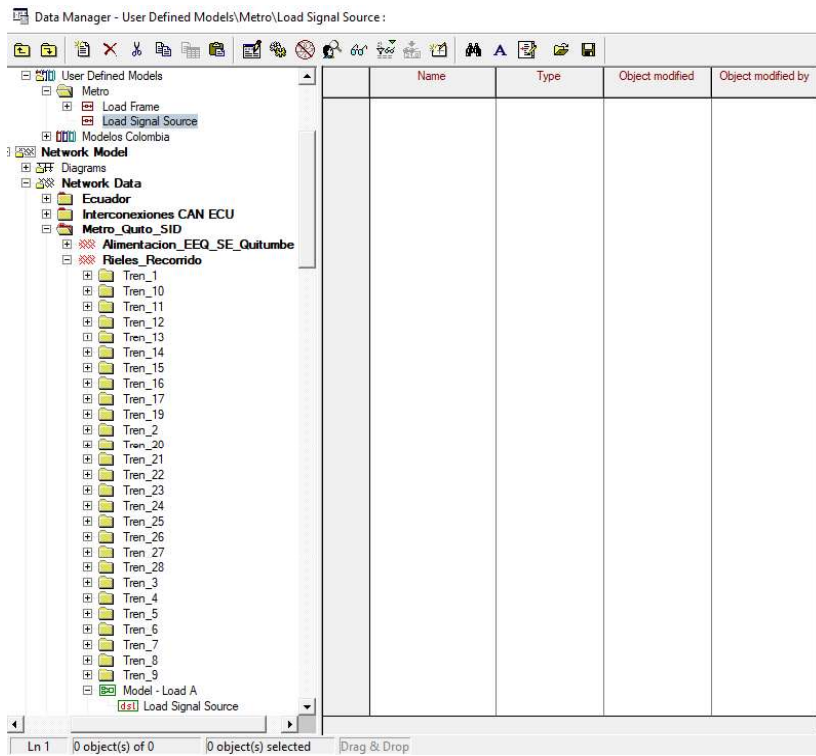 Data Manager - User Defined Models\Metro\Load Signal Source :
Name Type Object modified Object modified by
User Defined Models
Metro
Load Frame
Load Signal Source
Modelos Colombia
Network Model
Diagrams
Network Data
Ecuador
Interconexiones CAN ECU
Metro_Quito_SID
Alimentacion_EEQ_SE_Quitumbe
Rieles_Recorrido
Tren_1
Tren_10
Tren_11
Tren_12
Tren_13
Tren_14
Tren_15
Tren_16
Tren_17
Tren_19
Tren_2
Tren_20
Tren_21
Tren_22
Tren_23
Tren_24
Tren_25
Tren_26
Tren_27
Tren_28
Tren_3
Tren_4
Tren_5
Tren_6
Tren_7
Tren_8
Tren_9
Model - Load A
dsl Load Signal Source
Ln 1 0 object(s) of 0 0 object(s) selected Drag & Drop